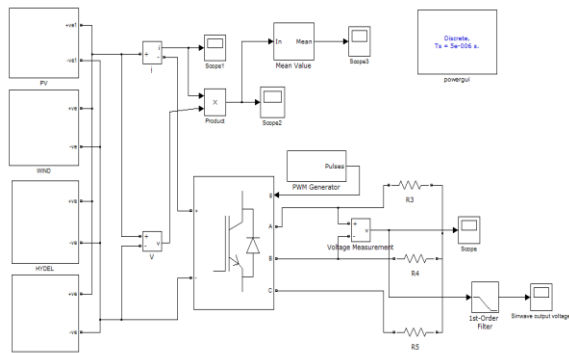 +ve1
-ve1
PV
+ve
-ve
WIND
+ve
-ve
HYDEL
+ve
-ve
+
-
i
i
Scope1
In
Mean
Mean Value
Scope3
X
Product
Scope2
Discrete,
Ts = 5e-006 s.
powergui
+
-
v
V
Pulses
PWM Generator
+
-
g
A
B
C
R3
+
-
v
Voltage Measurement
Scope
R4
1st-Order
Filter
Sinwave output voltage
R5